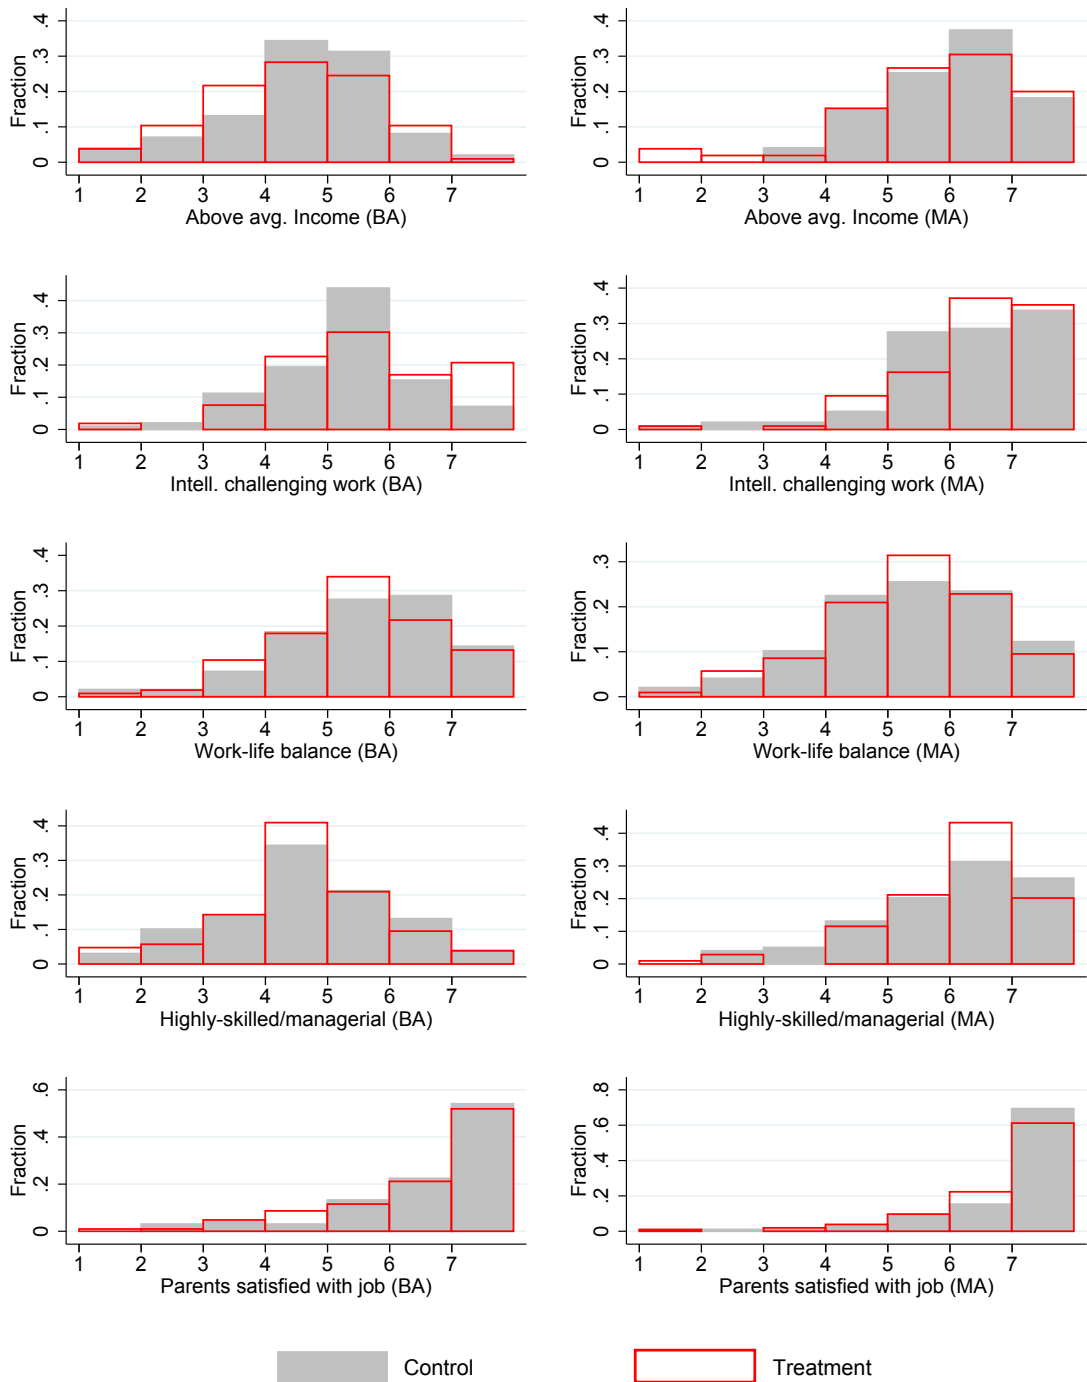 Fraction
0 .1 .2 .3 .4
1 2 3 4 5 6 7
Above avg. Income (BA)
Fraction
0 .1 .2 .3 .4
1 2 3 4 5 6 7
Above avg. Income (MA)
Fraction
0 .1 .2 .3 .4
1 2 3 4 5 6 7
Intell. challenging work (BA)
Fraction
0 .1 .2 .3 .4
1 2 3 4 5 6 7
Intell. challenging work (MA)
Fraction
0 .1 .2 .3 .4
1 2 3 4 5 6 7
Work-life balance (BA)
Fraction
0 .1 .2 .3
1 2 3 4 5 6 7
Work-life balance (MA)
Fraction
0 .1 .2 .3 .4
1 2 3 4 5 6 7
Highly-skilled/managerial (BA)
Fraction
0 .1 .2 .3 .4
1 2 3 4 5 6 7
Highly-skilled/managerial (MA)
Fraction
0 .2 .4 .6
1 2 3 4 5 6 7
Parents satisfied with job (BA)
Fraction
0 .2 .4 .6 .8
1 2 3 4 5 6 7
Parents satisfied with job (MA)
Control
Treatment